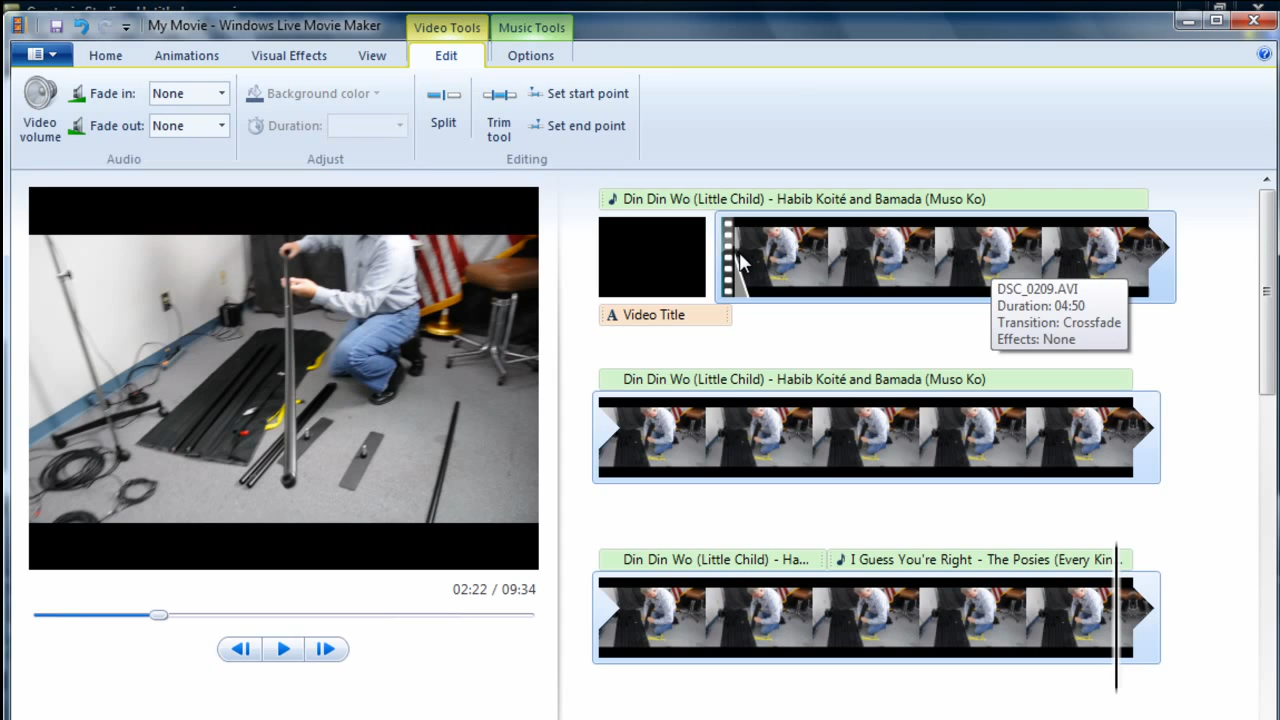 My Movie - Windows Live Movie Maker
Video Tools
Music Tools
Home
Animations
Visual Effects
View
Edit
Options
Video volume
Fade in: None
Fade out: None
Audio
Background color
Duration:
Adjust
Split
Trim tool
Set start point
Set end point
Editing
Din Din Wo (Little Child) - Habib Koité and Bamada (Muso Ko)
DSC_0209.AVI
Duration: 04:50
Transition: Crossfade
Effects: None
A Video Title
Din Din Wo (Little Child) - Habib Koité and Bamada (Muso Ko)
Din Din Wo (Little Child) - Ha...
I Guess You're Right - The Posies (Every Kin...
02:22 / 09:34